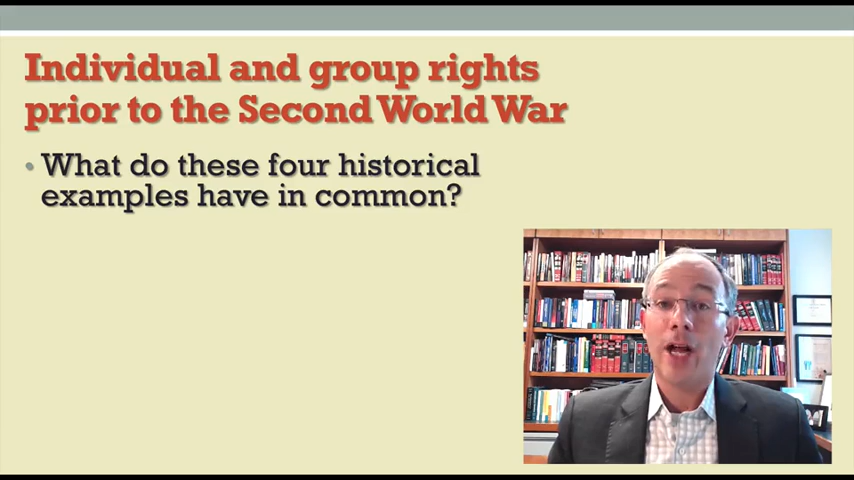 Individual and group rights
prior to the Second World War
• What do these four historical
examples have in common?